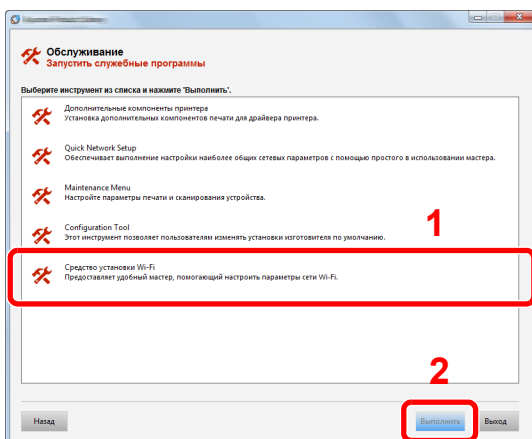 Обслуживание
Запустить служебные программы
Выберите инструмент из списка и нажмите 'Выполнить'.
Дополнительные компоненты принтера
Установка дополнительных компонентов печати для драйвера принтера.
Quick Network Setup
Обеспечивает выполнение настройки наиболее общих сетевых параметров с помощью простого в использовании мастера.
Maintenance Menu
Настройте параметры печати и сканирования устройства.
Configuration Tool
Этот инструмент позволяет пользователям изменять установки изготовителя по умолчанию.
1
Средство установки Wi-Fi
Предоставляет удобный мастер, помогающий настроить параметры сети Wi-Fi.
2
Назад
Выполнить
Выход